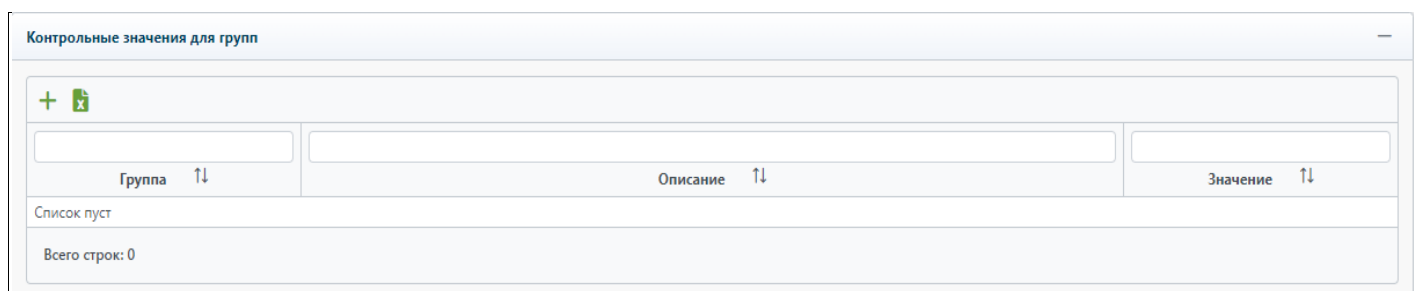 Контрольные значения для групп
Группа Описание Значение
Список пуст
Всего строк: 0